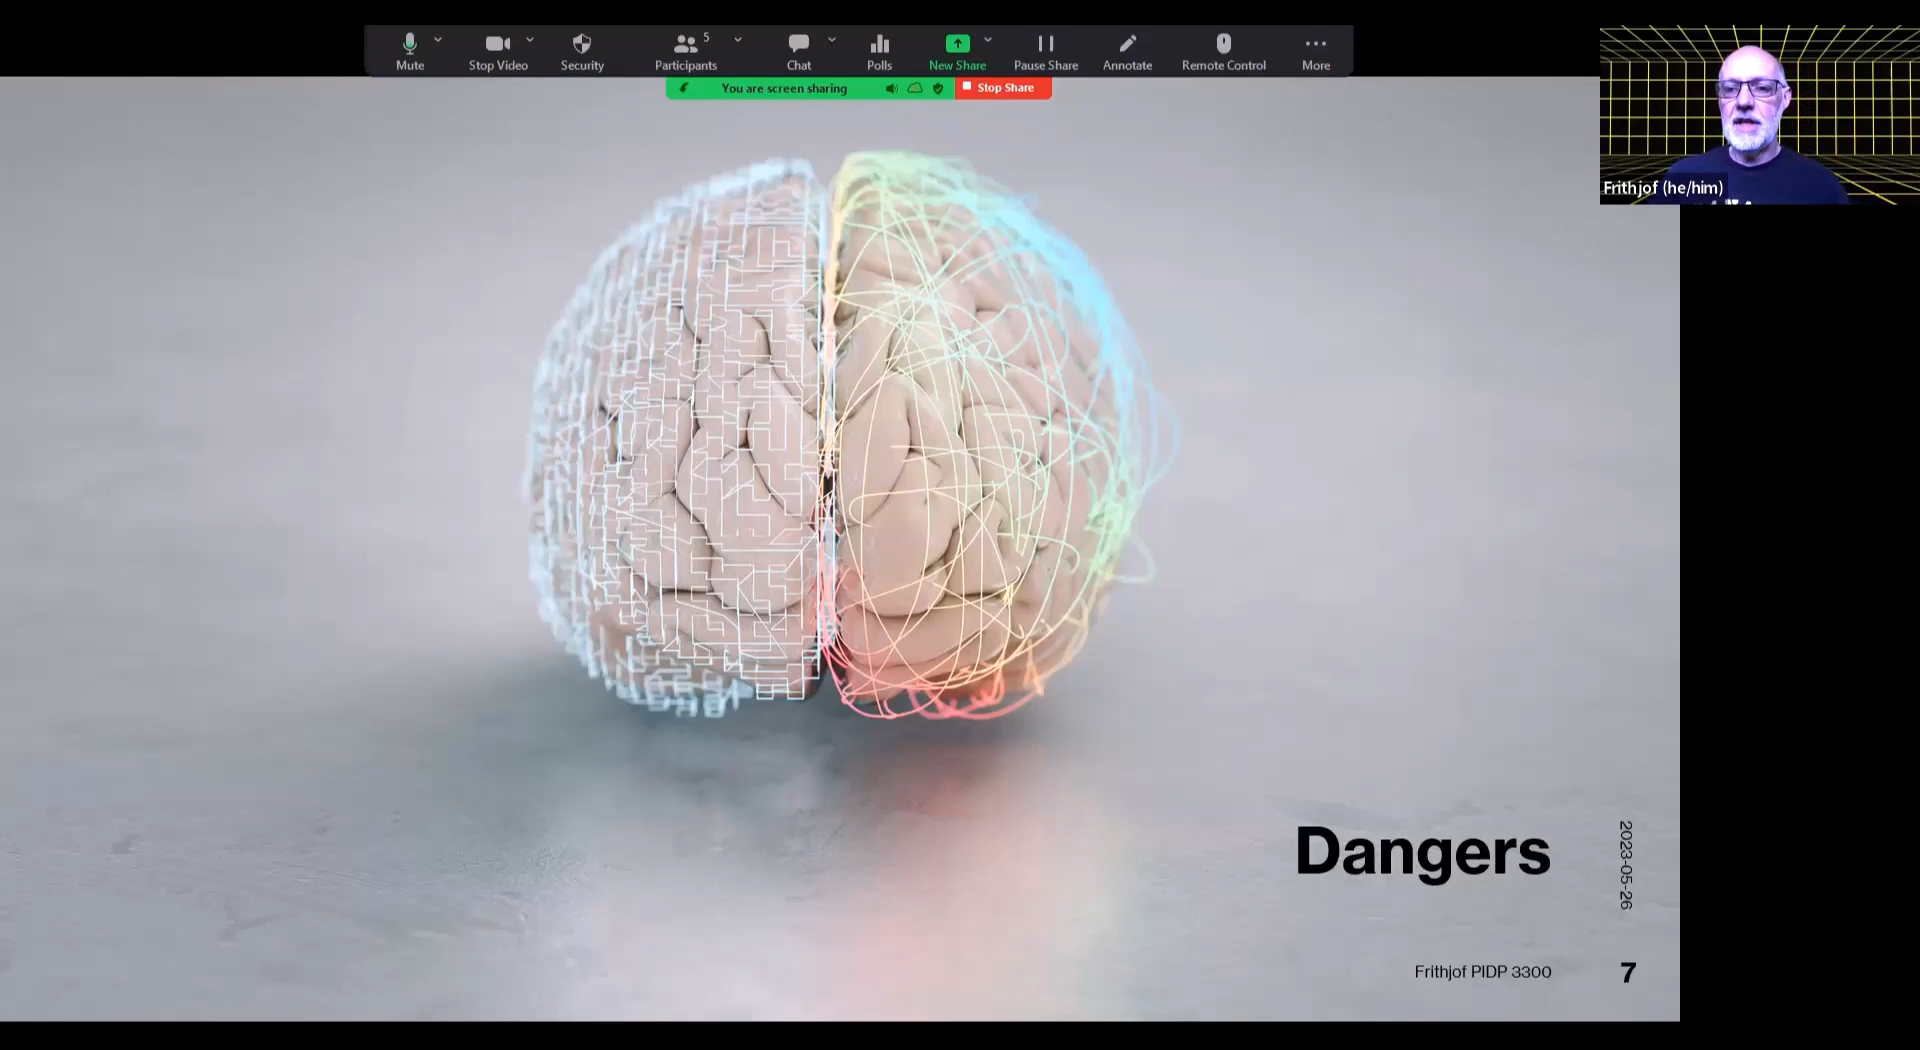 Mute
Stop Video
Security
Participants
5
Chat
Polls
New Share
Pause Share
Annotate
Remote Control
More
You are screen sharing
Stop Share
Frithjof (he/him)
Dangers
2023-05-26
Frithjof PIDP 3300
7